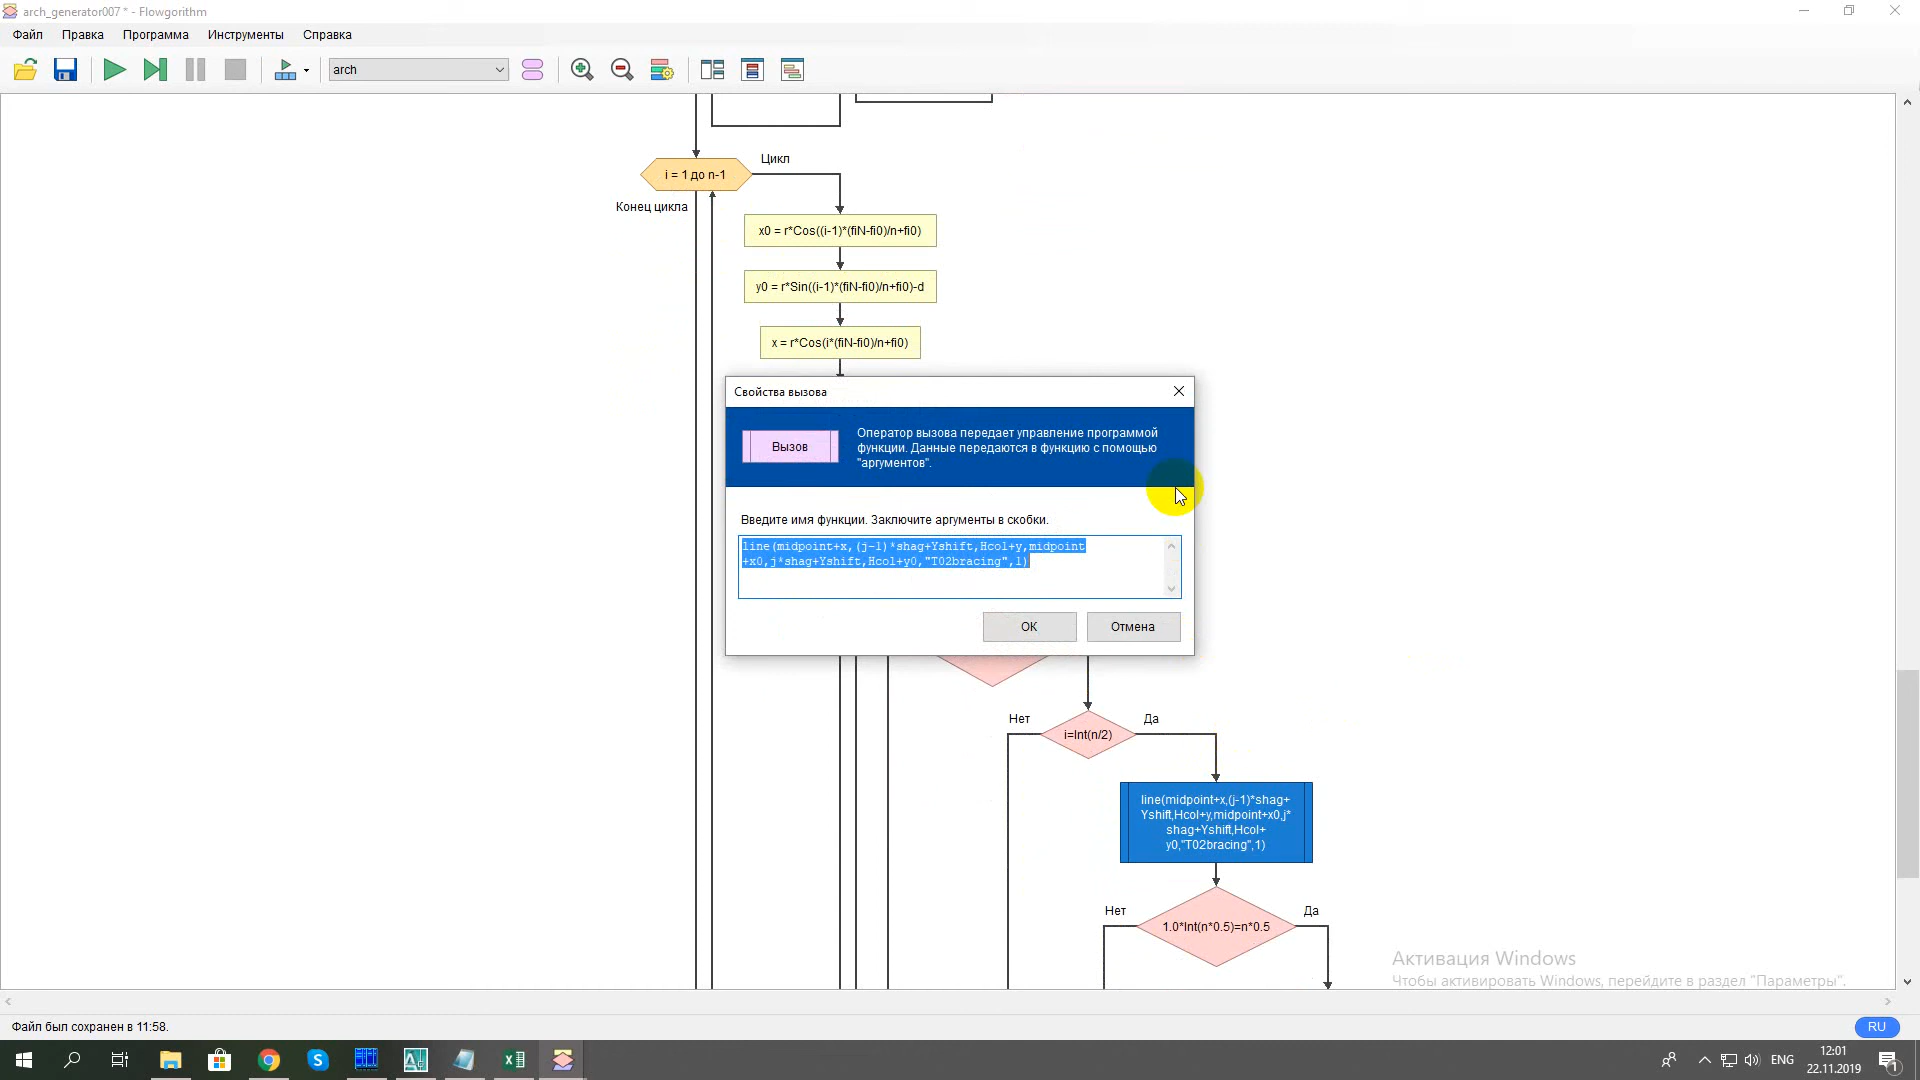 arch_generator007 * - Flowgorithm
Файл Правка Программа Инструменты Справка
arch
Цикл
i = 1 до n-1
Конец цикла
x0 = r*Cos((i-1)*(fiN-fi0)/n+fi0)
y0 = r*Sin((i-1)*(fiN-fi0)/n+fi0)-d
x = r*Cos(i*(fiN-fi0)/n+fi0)
Свойства вызова
Вызов
Оператор вызова передает управление программой
функции. Данные передаются в функцию с помощью
"аргументов".
Введите имя функции. Заключите аргументы в скобки.
line(midpoint+x,(j-1)*shag+Yshift,Hcol+y,midpoint
+x0,j*shag+Yshift,Hcol+y0,"T02bracing",1)
ОК Отмена
Нет Да
i=Int(n/2)
line(midpoint+x,(j-1)*shag+
Yshift,Hcol+y,midpoint+x0,j*
shag+Yshift,Hcol+
y0,"T02bracing",1)
Нет Да
1.0*Int(n*0.5)=n*0.5
Активация Windows
Чтобы активировать Windows, перейдите в раздел "Параметры".
Файл был сохранен в 11:58.
RU
ENG
12:01
22.11.2019
1